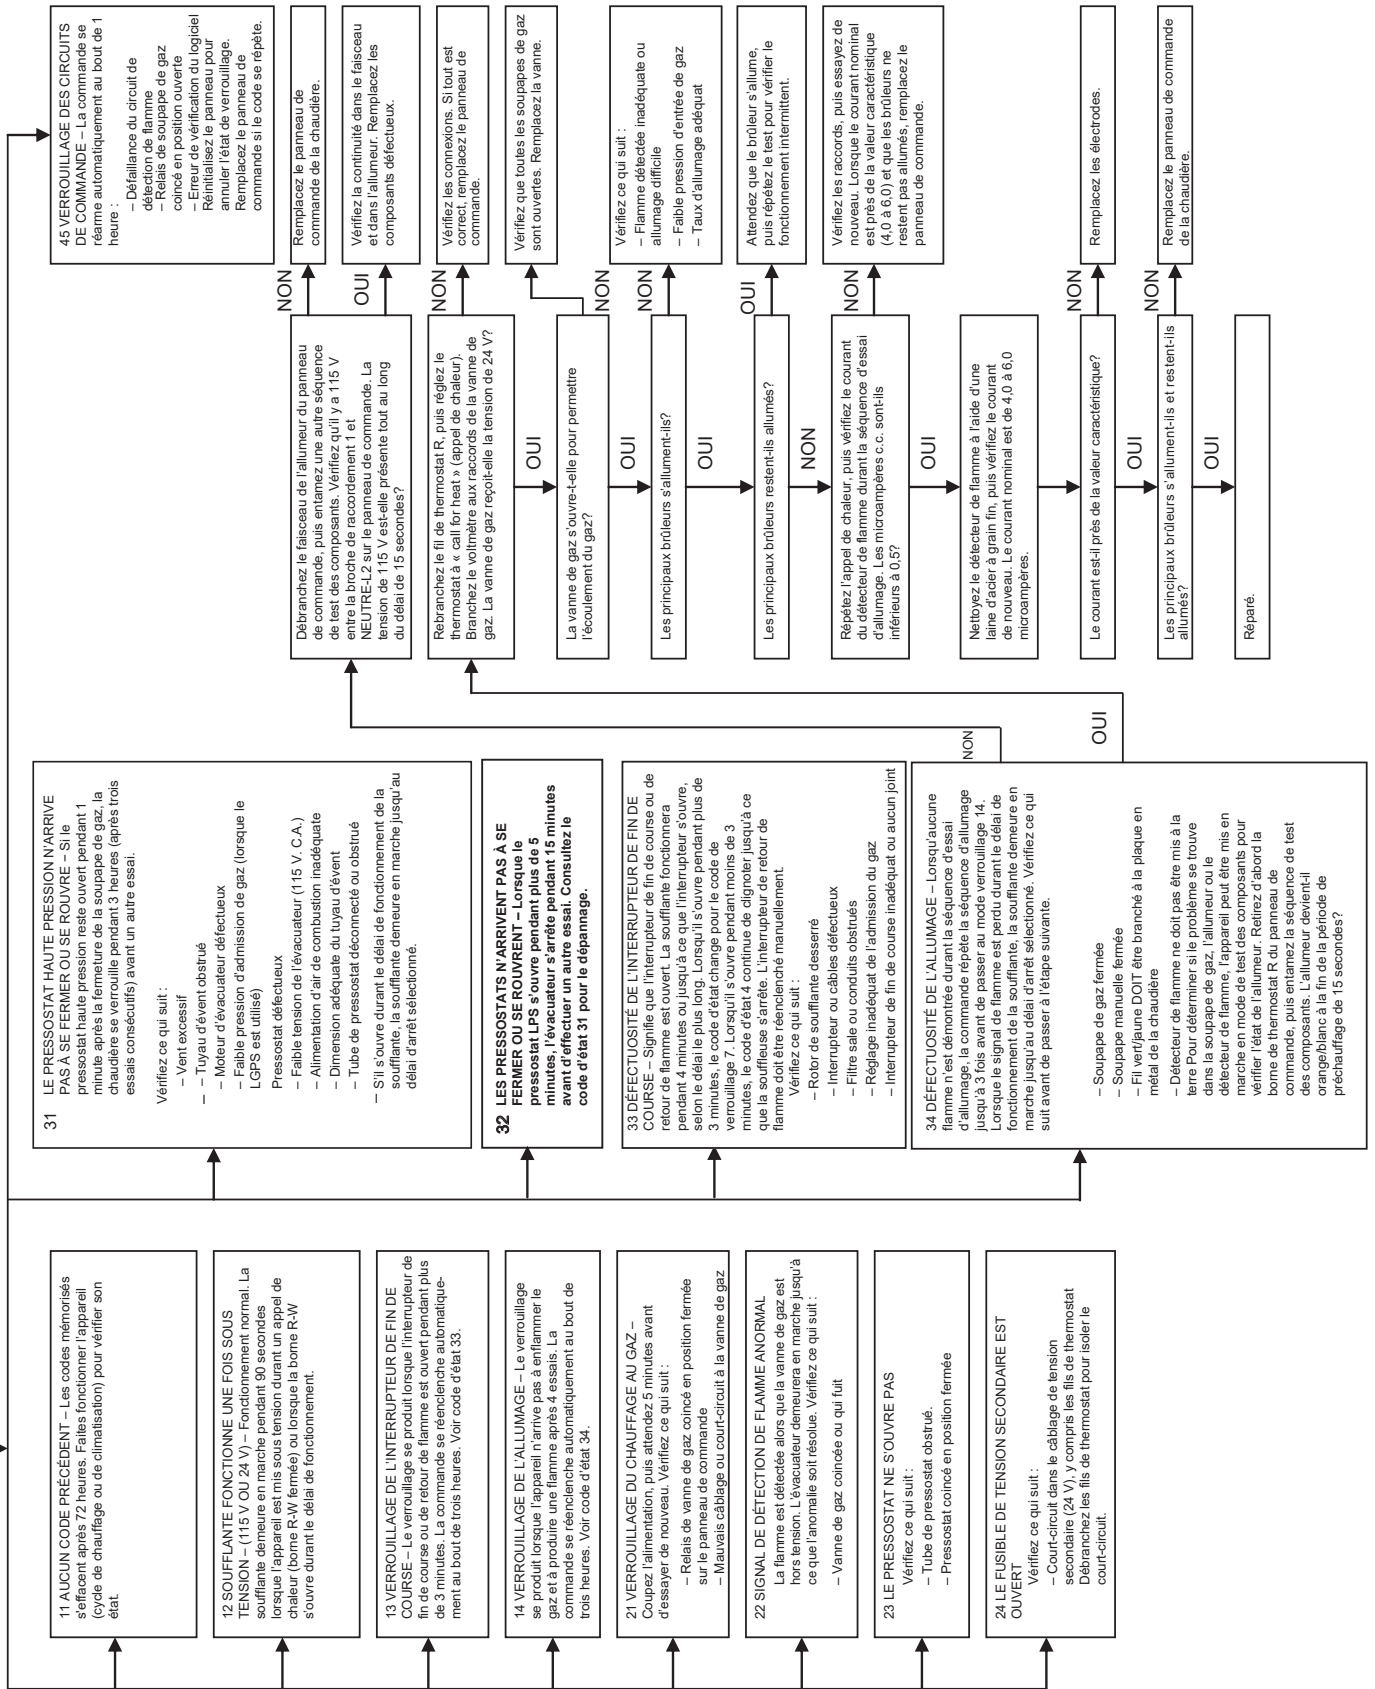 11 AUCUN CODE PRÉCÉDENT – Les codes mémorisés
s'effacent après 72 heures. Faites fonctionner l'appareil
(cycle de chauffage ou de climatisation) pour vérifier son
état.
12 SOUFFLANTE FONCTIONNE UNE FOIS SOUS
TENSION – (115 V OU 24 V) – Fonctionnement normal. La
soufflante demeure en marche pendant 90 secondes
lorsque l'appareil est mis sous tension durant un appel de
chaleur (borne R-W fermée) ou lorsque la borne R-W
s'ouvre durant le délai de fonctionnement.
13 VERROUILLAGE DE L'INTERRUPTEUR DE FIN DE
COURSE – Le verrouillage se produit lorsque l'interrupteur de
fin de course ou de retour de flamme est ouvert pendant plus
de 3 minutes. La commande se réenclenche automatique-
ment au bout de trois heures. Voir code d'état 33.
14 VERROUILLAGE DE L'ALLUMAGE – Le verrouillage
se produit lorsque l'appareil n'arrive pas à enflammer le
gaz et à produire une flamme après 4 essais. La
commande se réenclenche automatiquement au bout de
trois heures. Voir code d'état 34.
21 VERROUILLAGE DU CHAUFFAGE AU GAZ –
Coupez l'alimentation, puis attendez 5 minutes avant
d'essayer de nouveau. Vérifiez ce qui suit :
– Relais de vanne de gaz coincé en position fermée
sur le panneau de commande
– Mauvais câblage ou court-circuit à la vanne de gaz
22 SIGNAL DE DÉTECTION DE FLAMME ANORMAL
La flamme est détectée alors que la vanne de gaz est
hors tension. L'évacuateur demeurera en marche jusqu'à
ce que l'anomalie soit résolue. Vérifiez ce qui suit :
– Vanne de gaz coincée ou qui fuit
23 LE PRESSOSTAT NE S'OUVRE PAS
Vérifiez ce qui suit :
– Tube de pressostat obstrué.
– Pressostat coincé en position fermée
24 LE FUSIBLE DE TENSION SECONDAIRE EST
OUVERT
Vérifiez ce qui suit :
– Court-circuit dans le câblage de tension
secondaire (24 V), y compris les fils de thermostat
Débranchez les fils de thermostat pour isoler le
court-circuit.
31 LE PRESSOSTAT HAUTE PRESSION N'ARRIVE
PAS À SE FERMER OU SE ROUVRE – Si le
pressostat haute pression reste ouvert pendant 1
minute après la fermeture de la soupape de gaz, la
chaudière se verrouille pendant 3 heures (après trois
essais consécutifs) avant un autre essai.
Vérifiez ce qui suit :
– Vent excessif
– Tuyau d'évent obstrué
– Moteur d'évacuateur défectueux
– Faible pression d'admission de gaz (lorsque le
LGPS est utilisé)
Pressostat défectueux
– Faible tension de l'évacuateur (115 V. C.A.)
– Alimentation d'air de combustion inadéquate
– Dimension adéquate du tuyau d'évent
– Tube de pressostat déconnecté ou obstrué
– S'il s'ouvre durant le délai de fonctionnement de la
soufflante, la soufflante demeure en marche jusqu'au
délai d'arrêt sélectionné.
32 LES PRESSOSTATS N'ARRIVENT PAS À SE
FERMER OU SE ROUVRENT – Lorsque le
pressostat LPS s'ouvre pendant plus de 5
minutes, l'évacuateur s'arrête pendant 15 minutes
avant d'effectuer un autre essai. Consultez le
code d'état 31 pour le dépannage.
33 DÉFECTUOSITÉ DE L'INTERRUPTEUR DE FIN DE
COURSE – Signifie que l'interrupteur de fin de course ou de
retour de flamme est ouvert. La soufflante fonctionnera
pendant 4 minutes ou jusqu'à ce que l'interrupteur s'ouvre,
selon le délai le plus long. Lorsqu'il s'ouvre pendant plus de
3 minutes, le code d'état change pour le code de
verrouillage 7. Lorsqu'il s'ouvre pendant moins de 3
minutes, le code d'état 4 continue de clignoter jusqu'à ce
que la souffleuse s'arrête. L'interrupteur de retour de
flamme doit être réenclenché manuellement.
Vérifiez ce qui suit :
– Rotor de soufflante desserré
– Interrupteur ou câbles défectueux
– Filtre sale ou conduits obstrués
– Réglage inadéquat de l'admission du gaz
– Interrupteur de fin de course inadéquat ou aucun joint
34 DÉFECTUOSITÉ DE L'ALLUMAGE – Lorsqu'aucune
flamme n'est démontrée durant la séquence d'essai
d'allumage, la commande répète la séquence d'allumage
jusqu'à 3 fois avant de passer au mode verrouillage 14.
Lorsque le signal de flamme est perdu durant le délai de
fonctionnement de la soufflante, la soufflante demeure en
marche jusqu'au délai d'arrêt sélectionné. Vérifiez ce qui
suit avant de passer à l'étape suivante.
– Soupape de gaz fermée
– Soupape manuelle fermée
– Fil vert/jaune DOIT être branché à la plaque en
métal de la chaudière
– Détecteur de flamme ne doit pas être mis à la
terre Pour déterminer si le problème se trouve
dans la soupape de gaz, l'allumeur ou le
détecteur de flamme, l'appareil peut être mis en
marche en mode de test des composants pour
vérifier l'état de l'allumeur. Retirez d'abord la
borne de thermostat R du panneau de
commande, puis entamez la séquence de test
des composants. L'allumeur devient-il
orange/blanc à la fin de la période de
préchauffage de 15 secondes?
NON
OUI
Débranchez le faisceau de l'allumeur du panneau
de commande, puis entamez une autre séquence
de test des composants. Vérifiez qu'il y a 115 V
entre la broche de raccordement 1 et
NEUTRE-L2 sur le panneau de commande. La
tension de 115 V est-elle présente tout au long
du délai de 15 secondes?
Rebranchez le fil de thermostat R, puis réglez le
thermostat à « call for heat » (appel de chaleur).
Branchez le voltmètre aux raccords de la vanne de
gaz. La vanne de gaz reçoit-elle la tension de 24 V?
OUI
La vanne de gaz s'ouvre-t-elle pour permettre
l'écoulement du gaz?
OUI
Les principaux brûleurs s'allument-ils?
OUI
Les principaux brûleurs restent-ils allumés?
NON
Répétez l'appel de chaleur, puis vérifiez le courant
du détecteur de flamme durant la séquence d'essai
d'allumage. Les microampères c.c. sont-ils
inférieurs à 0,5?
OUI
Nettoyez le détecteur de flamme à l'aide d'une
laine d'acier à grain fin, puis vérifiez le courant
de nouveau. Le courant nominal est de 4,0 à 6,0
microampères.
Le courant est-il près de la valeur caractéristique?
OUI
Les principaux brûleurs s'allument-ils et restent-ils
allumés?
OUI
Réparé.
45 VERROUILLAGE DES CIRCUITS
DE COMMANDE – La commande se
réarme automatiquement au bout de 1
heure :
– Défaillance du circuit de
détection de flamme
– Relais de soupape de gaz
coincé en position ouverte
– Erreur de vérification du logiciel
Réinitialisez le panneau pour
annuler l'état de verrouillage.
Remplacez le panneau de
commande si le code se répète.
NON
Remplacez le panneau de
commande de la chaudière.
OUI
Vérifiez la continuité dans le faisceau
et dans l'allumeur. Remplacez les
composants défectueux.
NON
Vérifiez les connexions. Si tout est
correct, remplacez le panneau de
commande.
NON
Vérifiez que toutes les soupapes de gaz
sont ouvertes. Remplacez la vanne.
NON
Vérifiez ce qui suit :
– Flamme détectée inadéquate ou
allumage difficile
– Faible pression d'entrée de gaz
– Taux d'allumage adéquat
OUI
Attendez que le brûleur s'allume,
puis répétez le test pour vérifier le
fonctionnement intermittent.
NON
Vérifiez les raccords, puis essayez de
nouveau. Lorsque le courant nominal
est près de la valeur caractéristique
(4,0 à 6,0) et que les brûleurs ne
restent pas allumés, remplacez le
panneau de commande.
NON
Remplacez les électrodes.
NON
Remplacez le panneau de commande
de la chaudière.